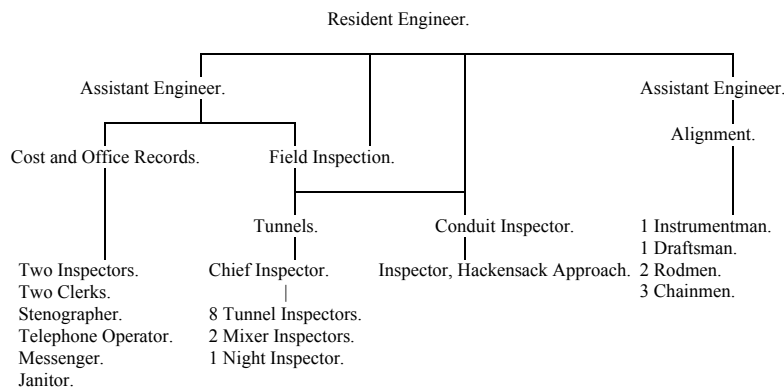 Resident Engineer.
Assistant Engineer.
Assistant Engineer.
Alignment.
Cost and Office Records.
Field Inspection.
Tunnels.
Conduit Inspector.
1 Instrumentman.
1 Draftsman.
2 Rodmen.
3 Chainmen.
Two Inspectors.
Two Clerks.
Stenographer.
Telephone Operator.
Messenger.
Janitor.
Chief Inspector.
8 Tunnel Inspectors.
2 Mixer Inspectors.
1 Night Inspector.
Inspector, Hackensack Approach.